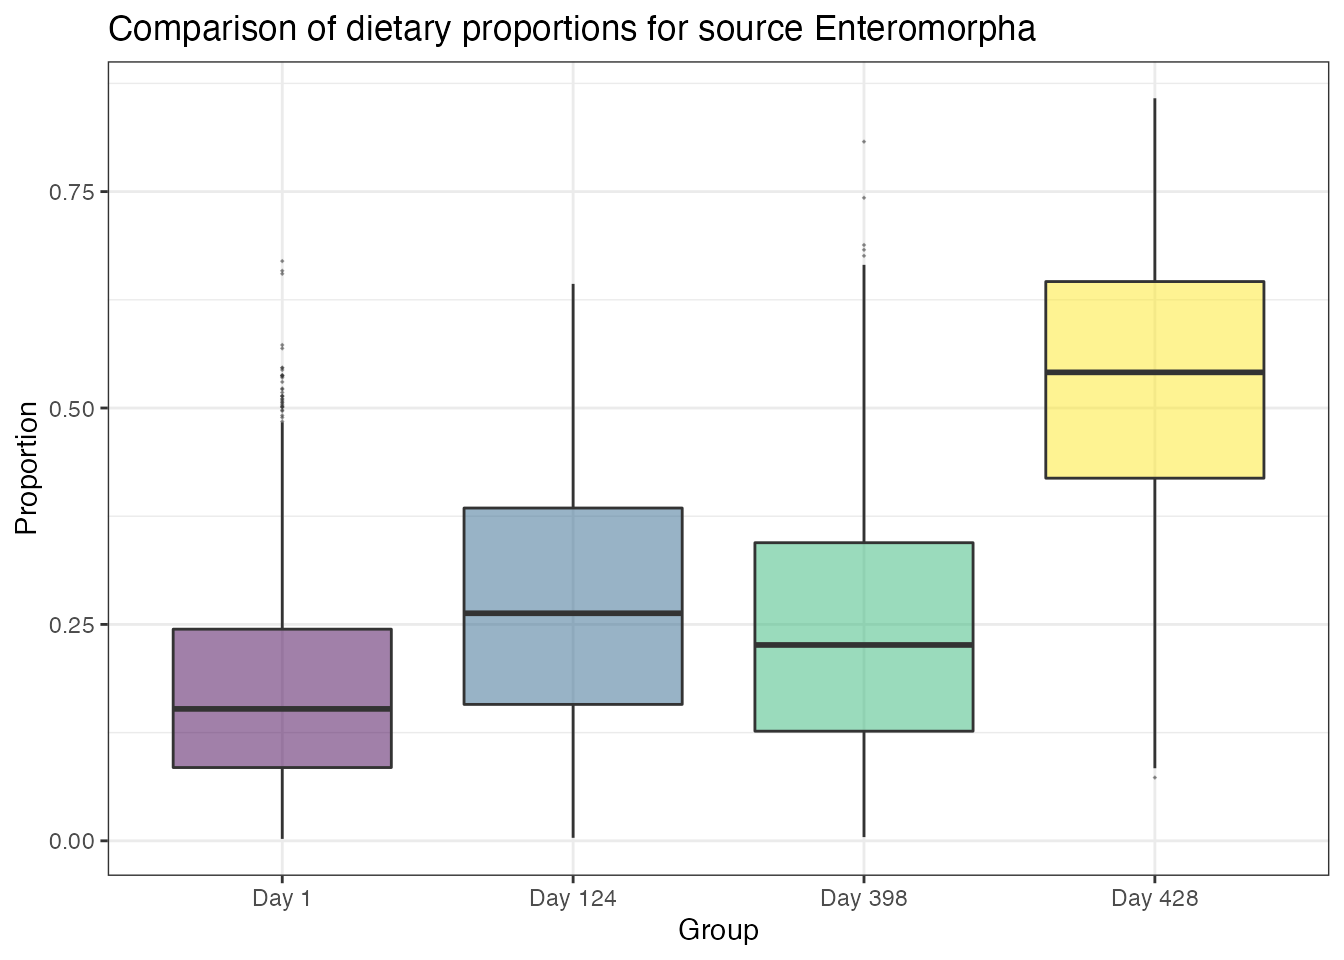 Comparison of dietary proportions for source Enteromorpha
Proportion
0.75
0.50
0.25
0.00
Day 1
Day 124
Day 398
Day 428
Group